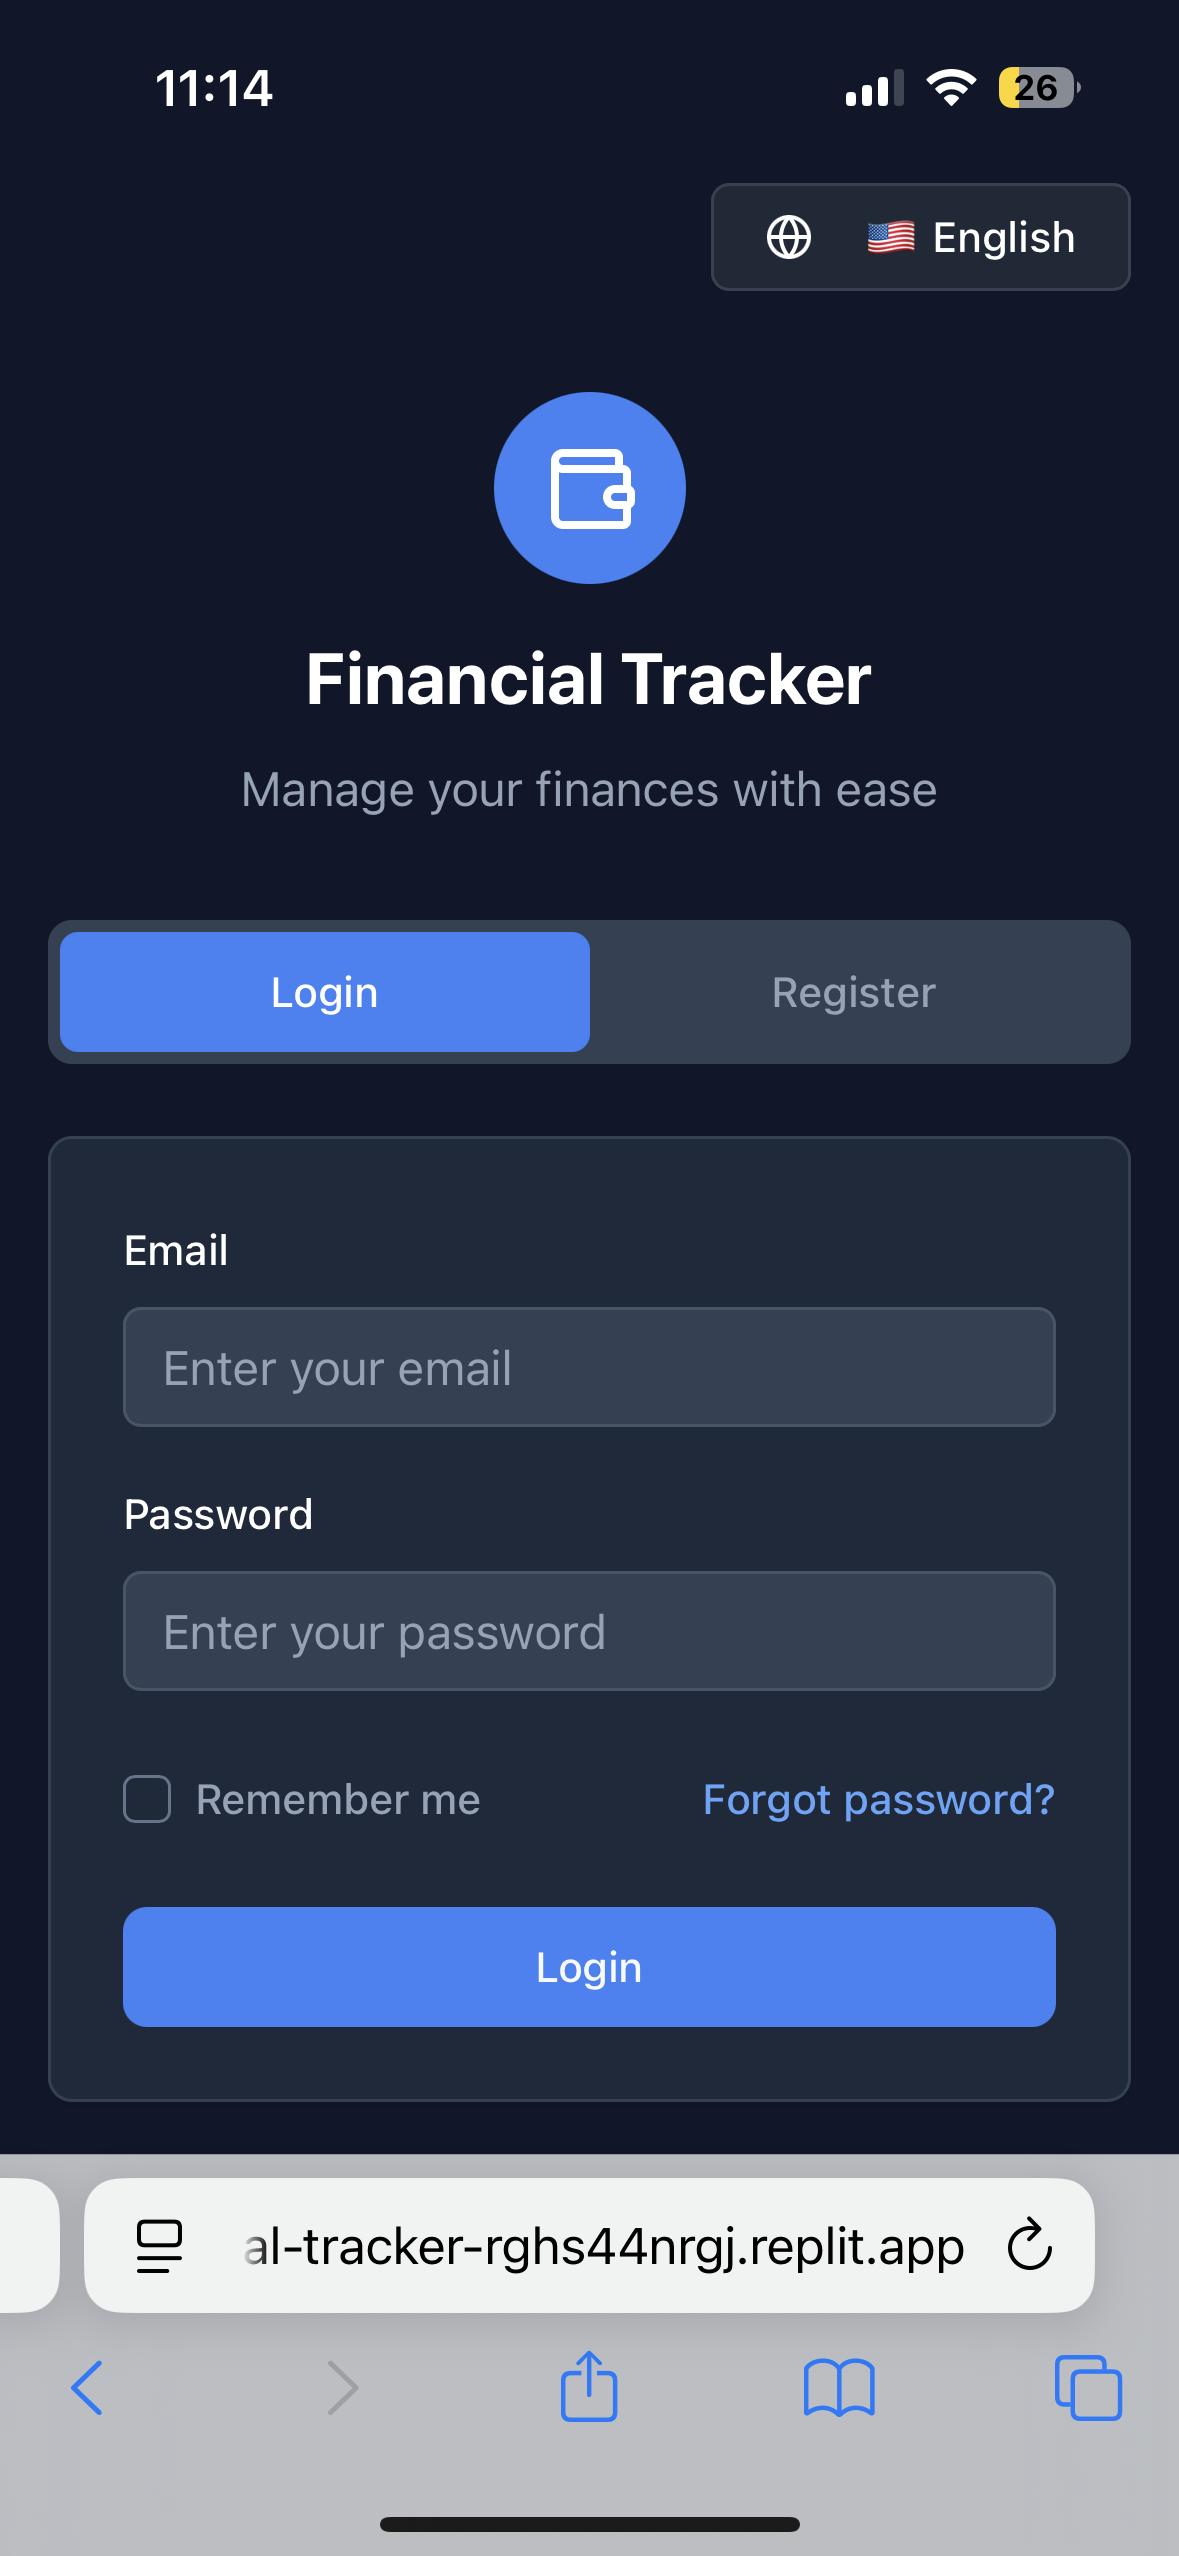 11:14
26
English
Financial Tracker
Manage your finances with ease
Login
Register
Email
Enter your email
Password
Enter your password
Remember me
Forgot password?
Login
al-tracker-rghs44nrgj.replit.app